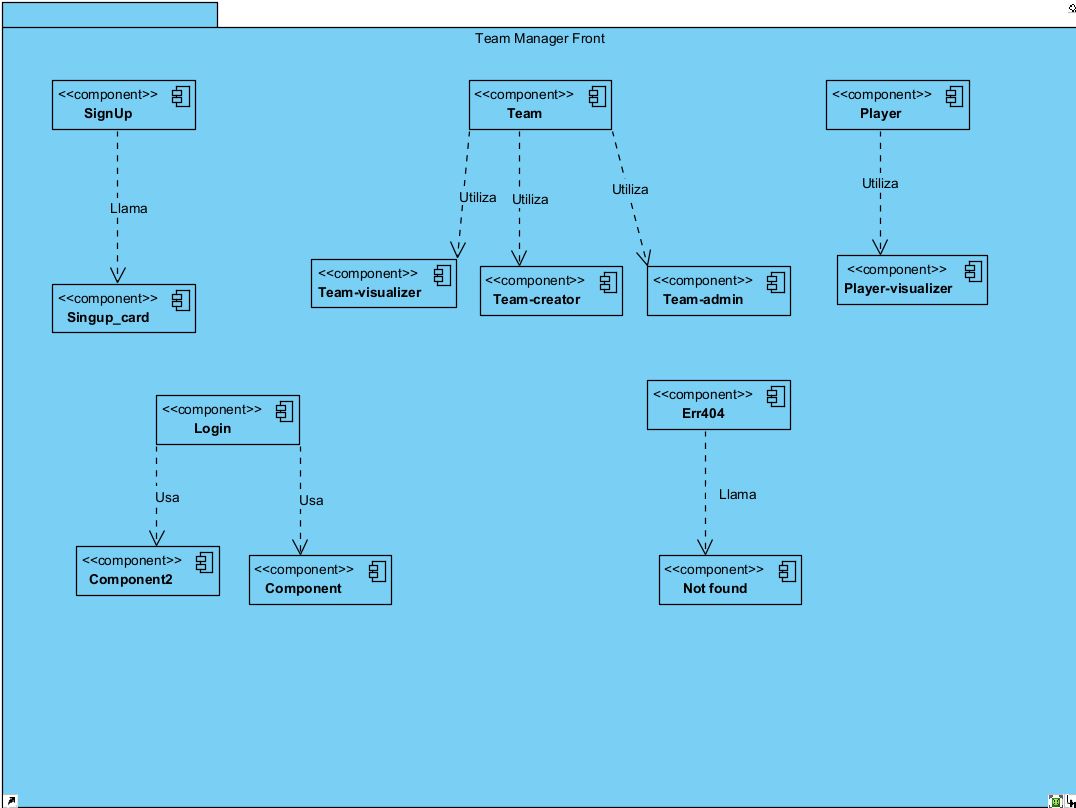 Team Manager Front
<<component>>
SignUp
<<component>>
Team
<<component>>
Player
Llama
Utiliza
Utiliza
Utiliza
Utiliza
<<component>>
Singup_card
<<component>>
Team-visualizer
<<component>>
Team-creator
<<component>>
Team-admin
<<component>>
Player-visualizer
<<component>>
Login
<<component>>
Err404
Usa
Usa
Llama
<<component>>
Component2
<<component>>
Component
<<component>>
Not found